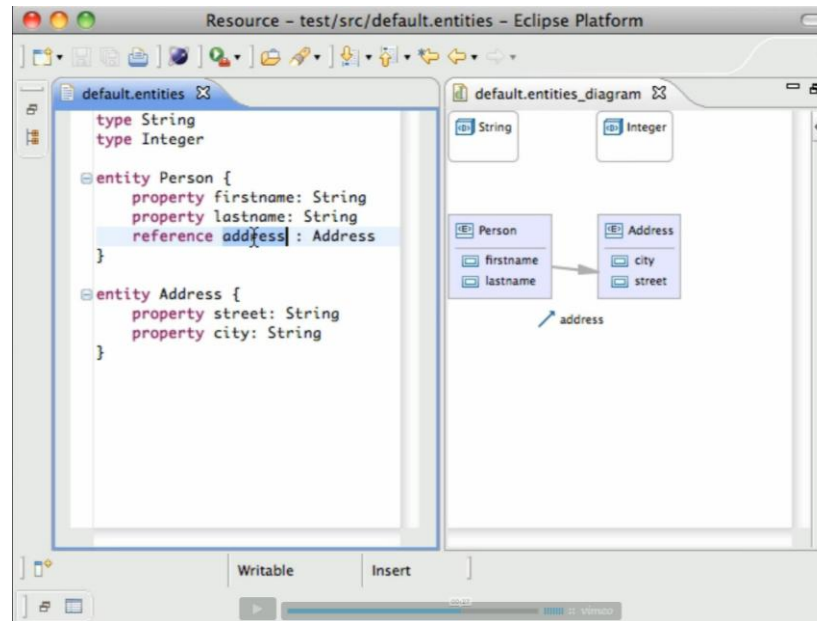 Resource – test/src/default.entities – Eclipse Platform
default.entities
type String
type Integer
entity Person {
property firstname: String
property lastname: String
reference address : Address
}
entity Address {
property street: String
property city: String
}
default.entities_diagram
String
Integer
Person
firstname
lastname
Address
city
street
address
Writable
Insert
00:27
vimeo